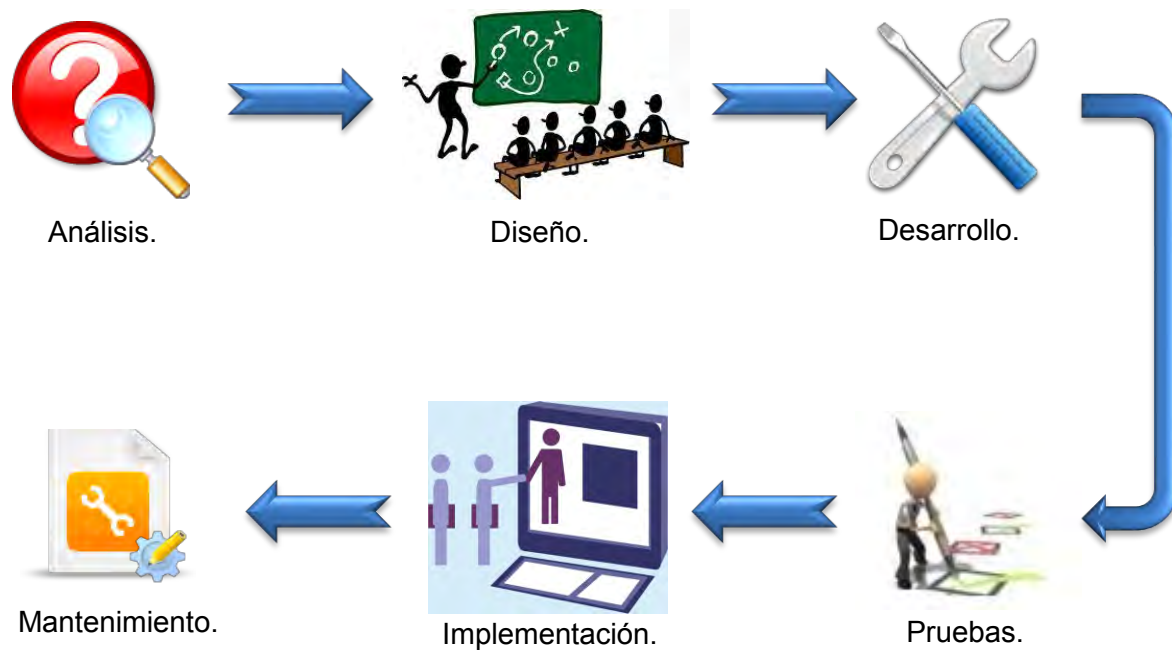 Análisis.
Diseño.
Desarrollo.
Mantenimiento.
Implementación.
Pruebas.